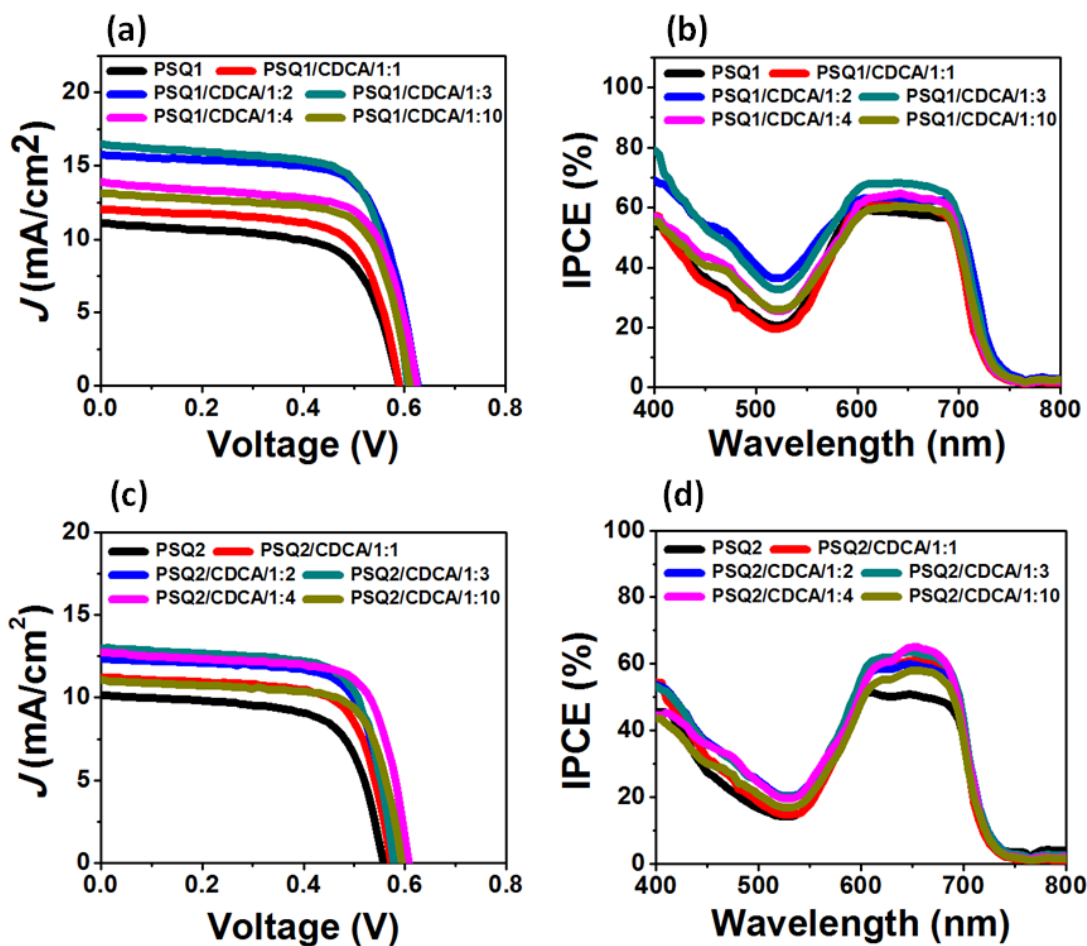 (a)
PSQ1 PSQ1/CDCA/1:1
PSQ1/CDCA/1:2 PSQ1/CDCA/1:3
PSQ1/CDCA/1:4 PSQ1/CDCA/1:10
J (mA/cm2)
20
15
10
5
0
0.0 0.2 0.4 0.6 0.8
Voltage (V)
(b)
PSQ1 PSQ1/CDCA/1:1
PSQ1/CDCA/1:2 PSQ1/CDCA/1:3
PSQ1/CDCA/1:4 PSQ1/CDCA/1:10
IPCE (%)
100
80
60
40
20
0
400 500 600 700 800
Wavelength (nm)
(c)
PSQ2 PSQ2/CDCA/1:1
PSQ2/CDCA/1:2 PSQ2/CDCA/1:3
PSQ2/CDCA/1:4 PSQ2/CDCA/1:10
J (mA/cm²)
20
15
10
5
0
0.0 0.2 0.4 0.6 0.8
Voltage (V)
(d)
PSQ2 PSQ2/CDCA/1:1
PSQ2/CDCA/1:2 PSQ2/CDCA/1:3
PSQ2/CDCA/1:4 PSQ2/CDCA/1:10
IPCE (%)
100
80
60
40
20
0
400 500 600 700 800
Wavelength (nm)